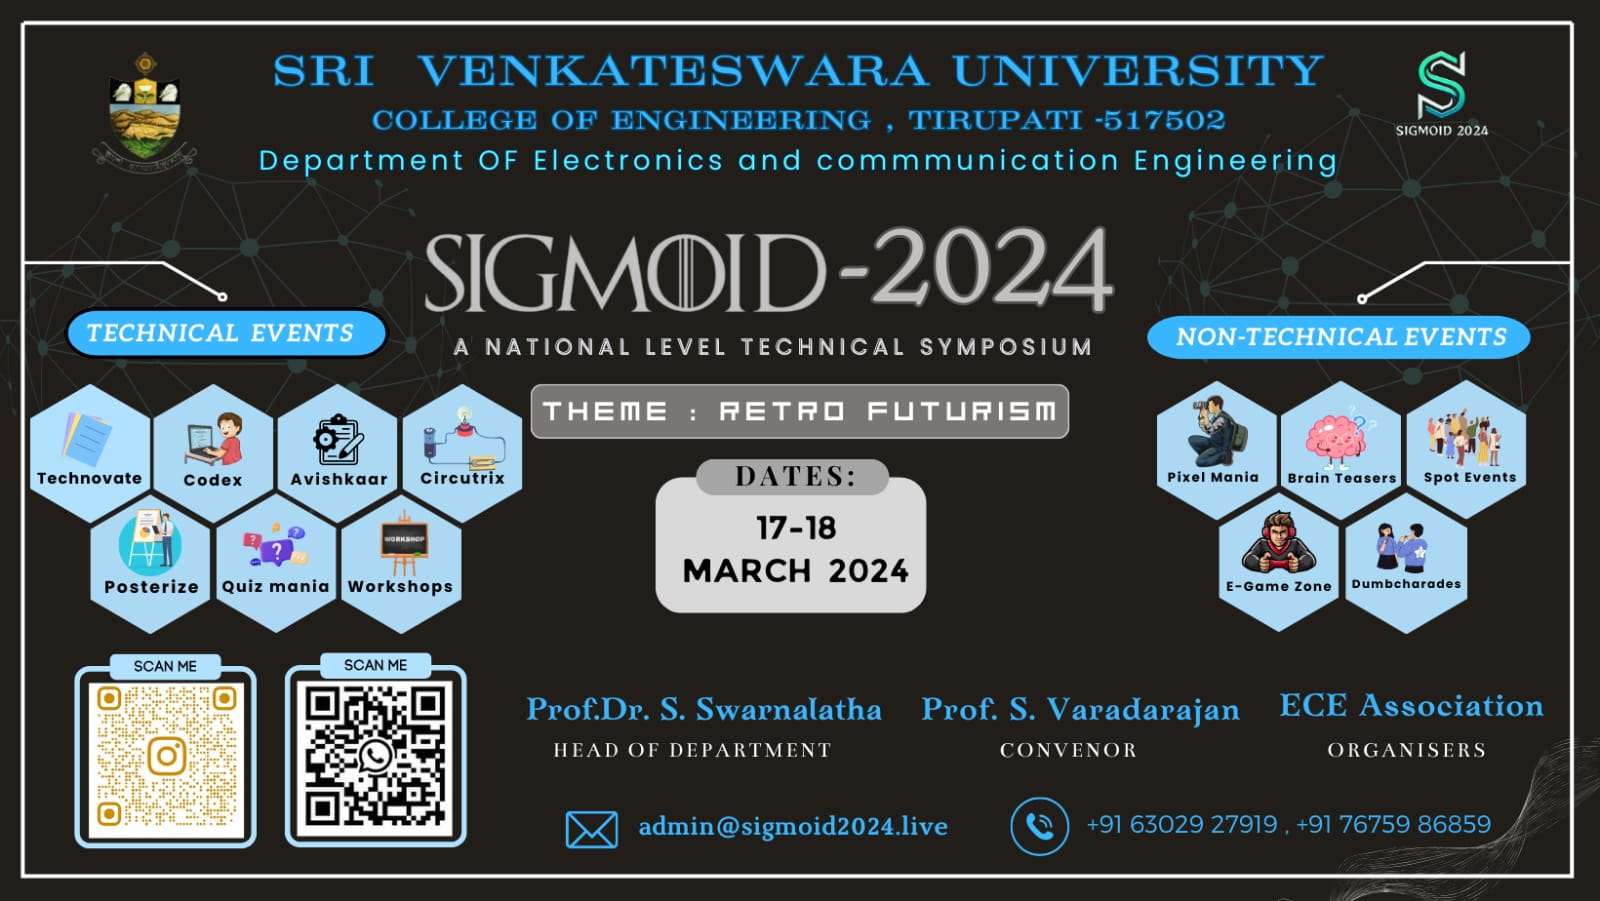 SRI VENKATESWARA UNIVERSITY
COLLEGE OF ENGINEERING , TIRUPATI -517502
Department OF Electronics and commmunication Engineering
SIGMOID 2024
SIGMOID-2024
A NATIONAL LEVEL TECHNICAL SYMPOSIUM
THEME : RETRO FUTURISM
DATES:
17-18
MARCH 2024
TECHNICAL EVENTS
Technovate
Codex
Avishkaar
Circutrix
Posterize
Quiz mania
WORKSHOP
Workshops
NON-TECHNICAL EVENTS
Pixel Mania
Brain Teasers
Spot Events
E-Game Zone
Dumbcharades
SCAN ME
SCAN ME
Prof.Dr. S. Swarnalatha
HEAD OF DEPARTMENT
Prof. S. Varadarajan
CONVENOR
ECE Association
ORGANISERS
admin@sigmoid2024.live
+91 63029 27919 , +91 76759 86859